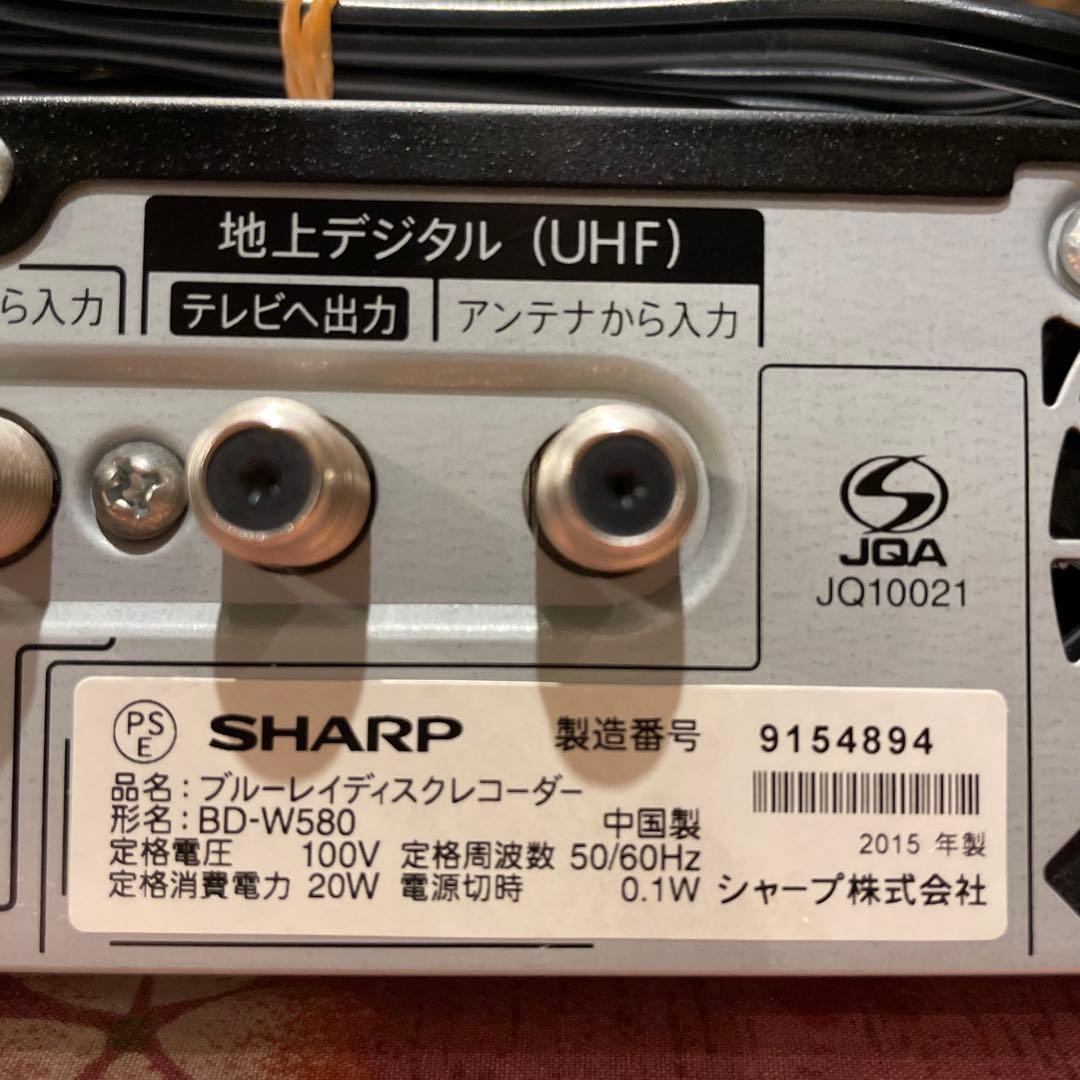 地上デジタル（UHF）
ら入力
テレビへ出力
アンテナから入力
JQA
JQ10021
PS
E
SHARP 製造番号 9154894
品名：ブルーレイディスクレコーダー
形名：BD-W580 中国製
2015 年製
定格電圧 100V 定格周波数 50/60Hz
定格消費電力 20W 電源切時 0.1W シャープ株式会社